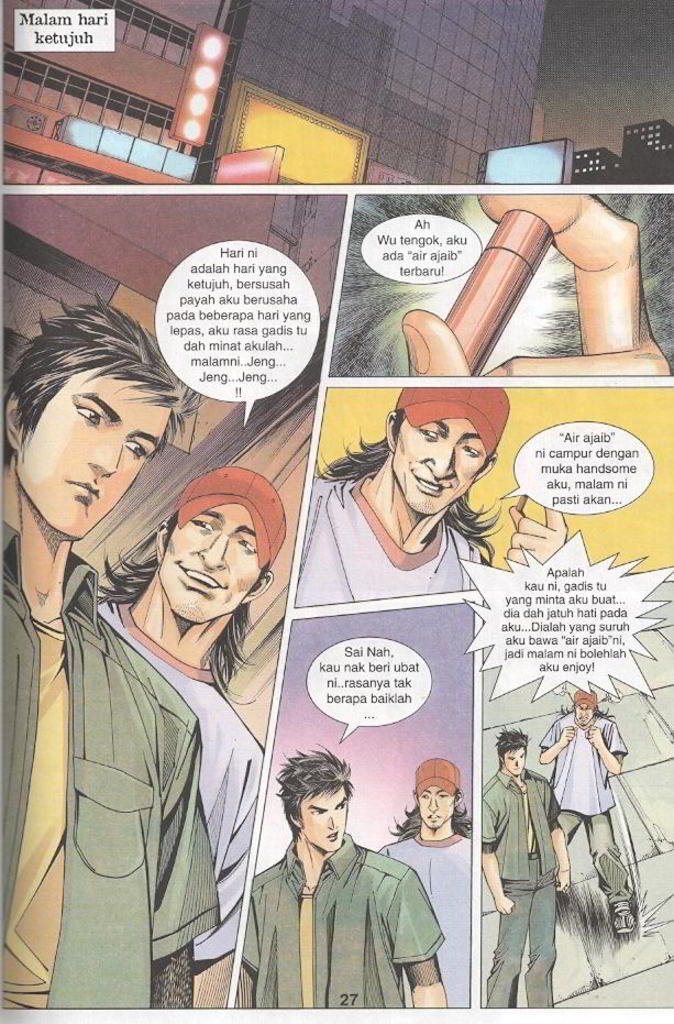 Malam hari
ketujuh
Hari ni
adalah hari yang
ketujuh, bersusah
payah aku berusaha
pada beberapa hari yang
lepas, aku rasa gadis tu
dah minat akulah...
malamni..Jeng...
Jeng...Jeng...
!!
Ah
Wu tengok, aku
ada “air ajaib”
terbaru!
“Air ajaib”
ni campur dengan
muka handsome
aku, malam ni
pasti akan...
Sai Nah,
kau nak beri ubat
ni..rasanya tak
berapa baiklah
...
Apalah
kau ni, gadis tu
yang minta aku buat...
dia dah jatuh hati pada
aku...Dialah yang suruh
aku bawa “air ajaib”ni,
jadi malam ni bolehlah
aku enjoy!
27